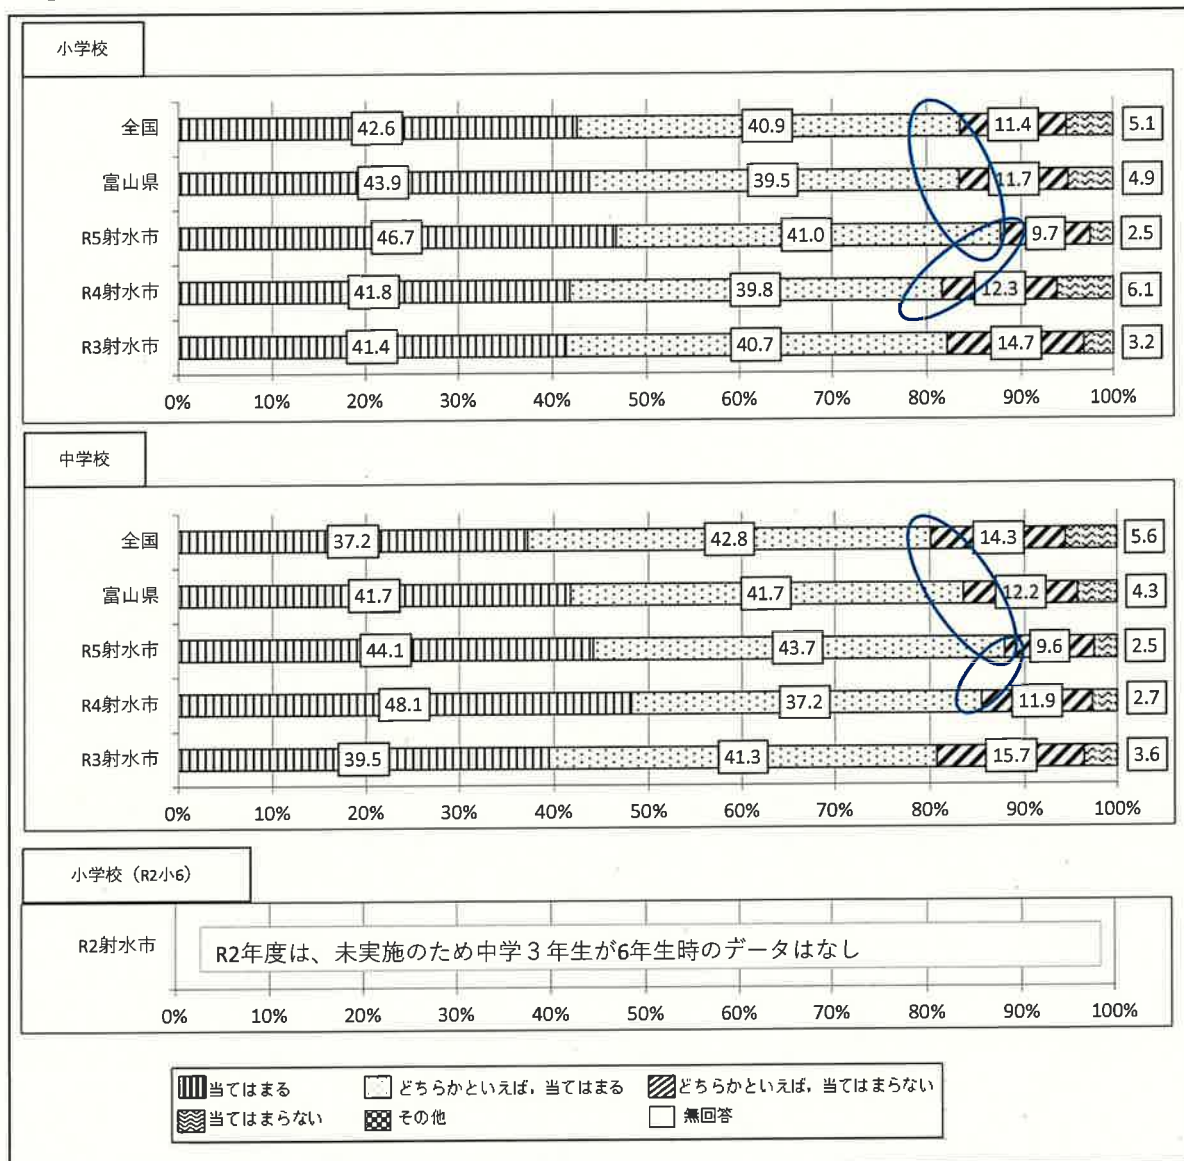 小学校
全国 42.6 40.9 11.4 5.1
富山県 43.9 39.5 11.7 4.9
R5射水市 46.7 41.0 9.7 2.5
R4射水市 41.8 39.8 12.3 6.1
R3射水市 41.4 40.7 14.7 3.2
0% 10% 20% 30% 40% 50% 60% 70% 80% 90% 100%
中学校
全国 37.2 42.8 14.3 5.6
富山県 41.7 41.7 12.2 4.3
R5射水市 44.1 43.7 9.6 2.5
R4射水市 48.1 37.2 11.9 2.7
R3射水市 39.5 41.3 15.7 3.6
0% 10% 20% 30% 40% 50% 60% 70% 80% 90% 100%
小学校（R2小6）
R2射水市 R2年度は、未実施のため中学３年生が6年生時のデータはなし
0% 10% 20% 30% 40% 50% 60% 70% 80% 90% 100%
当てはまる どちらかといえば，当てはまる どちらかといえば，当てはまらない
当てはまらない その他 無回答